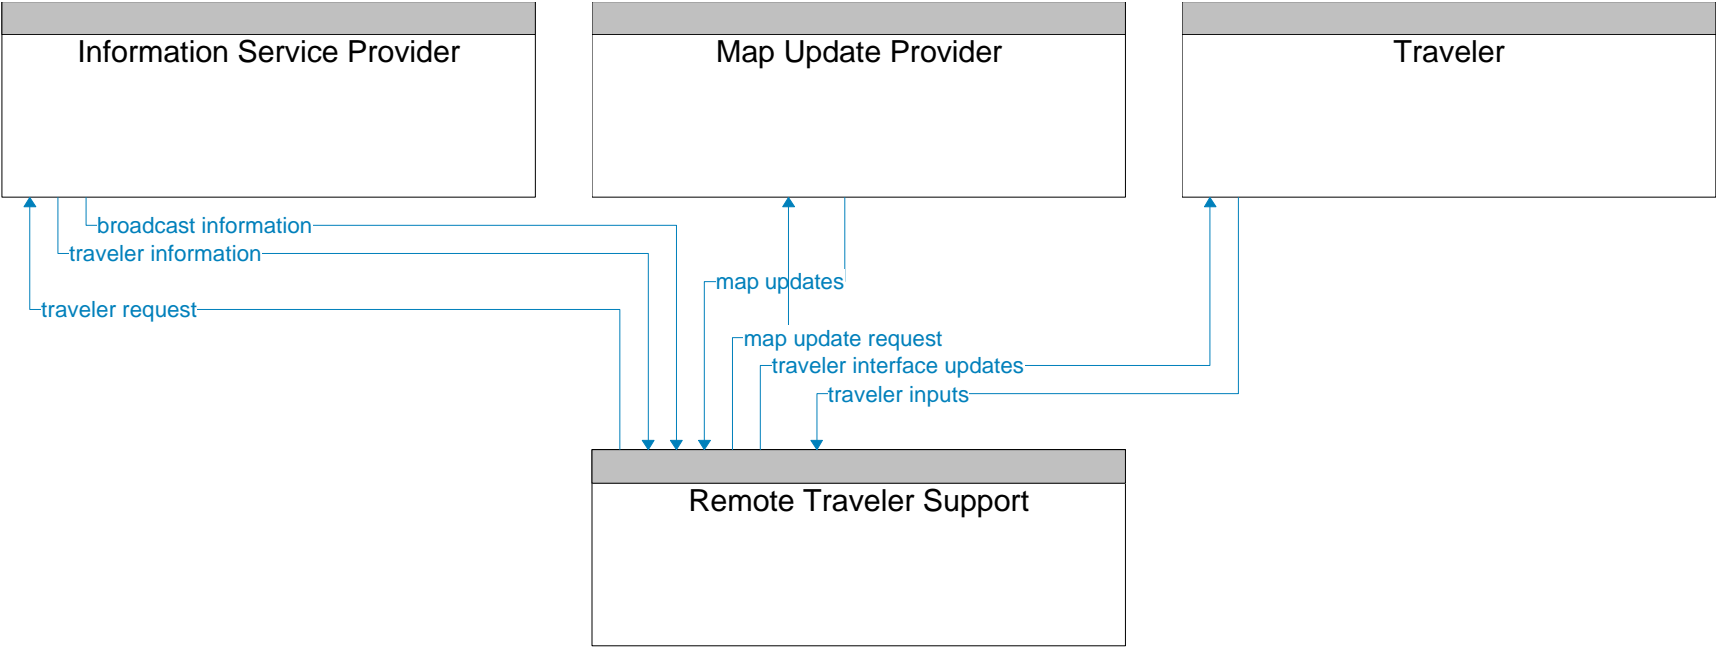 Information Service Provider
Map Update Provider
Traveler
broadcast information
traveler information
map updates
traveler request
map update request
traveler interface updates
traveler inputs
Remote Traveler Support